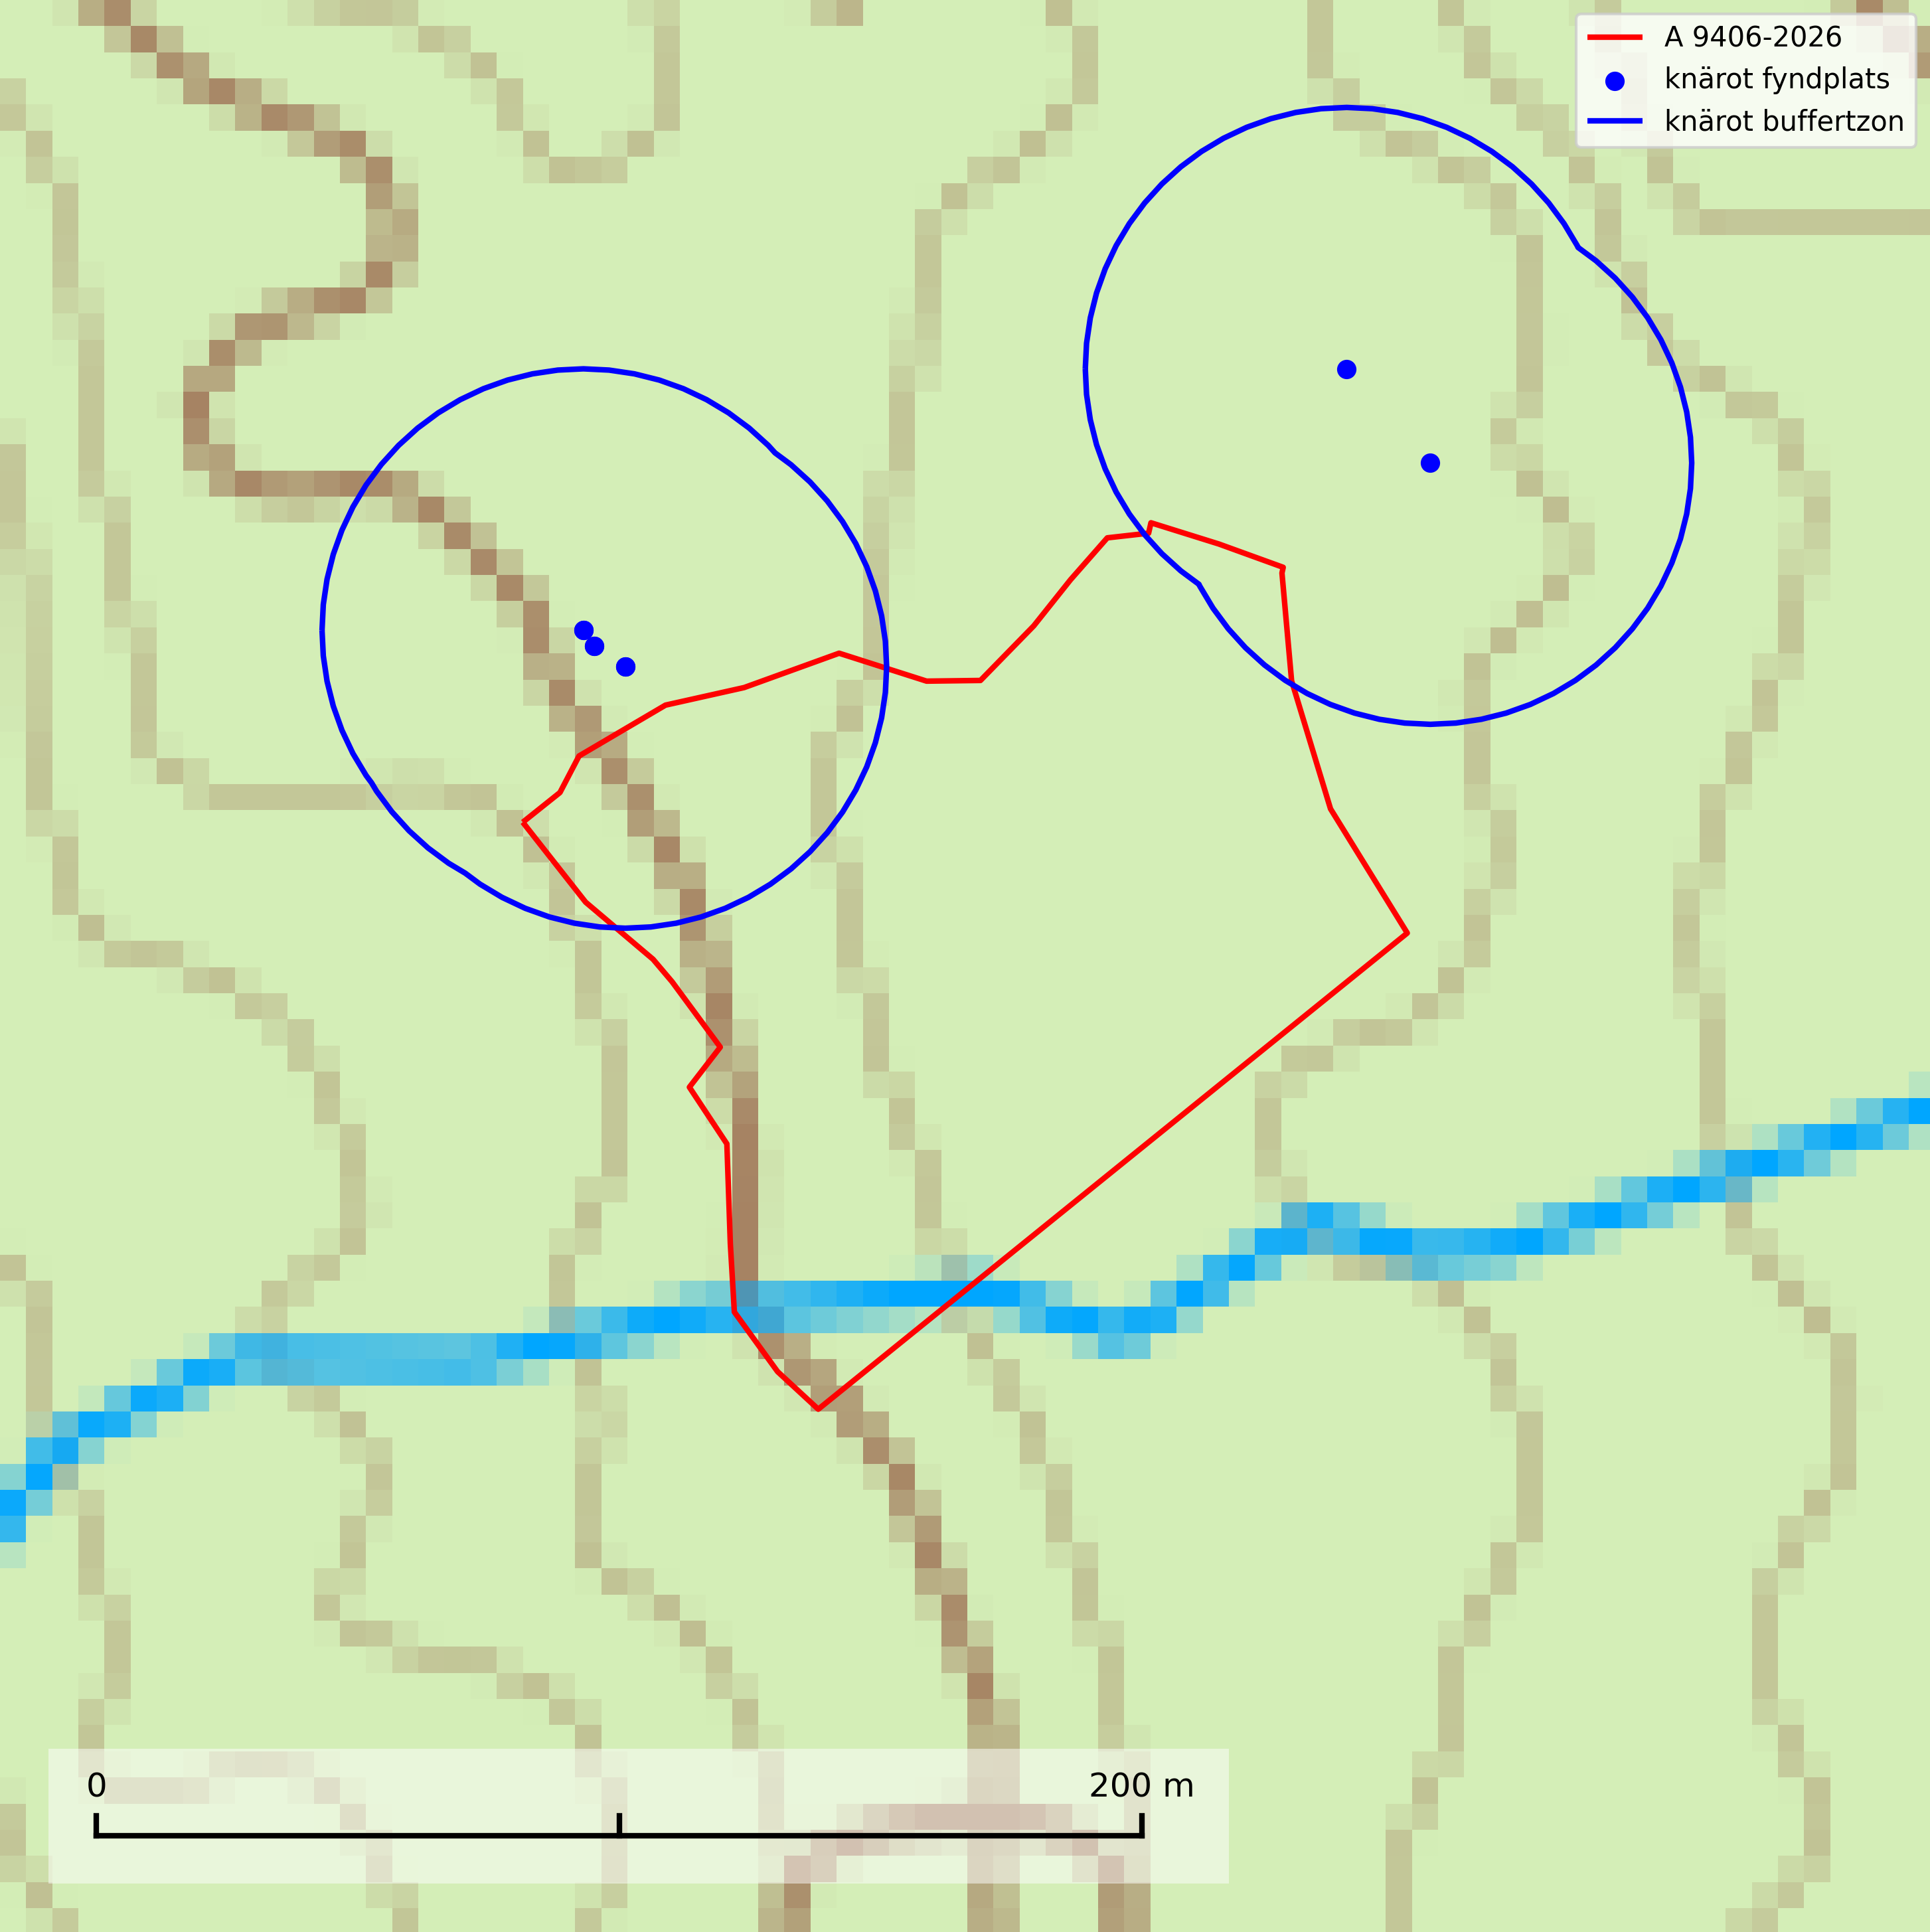 A 9406-2026
knärot fyndplats
knärot buffertzon
0
200 m